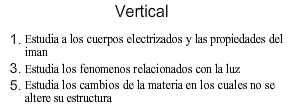 Vertical
1. Estudia a los cuerpos electrizados y las propiedades del
iman
3. Estudia los fenomenos relacionados con la luz
5. Estudia los cambios de la materia en los cuales no se
altere su estructura